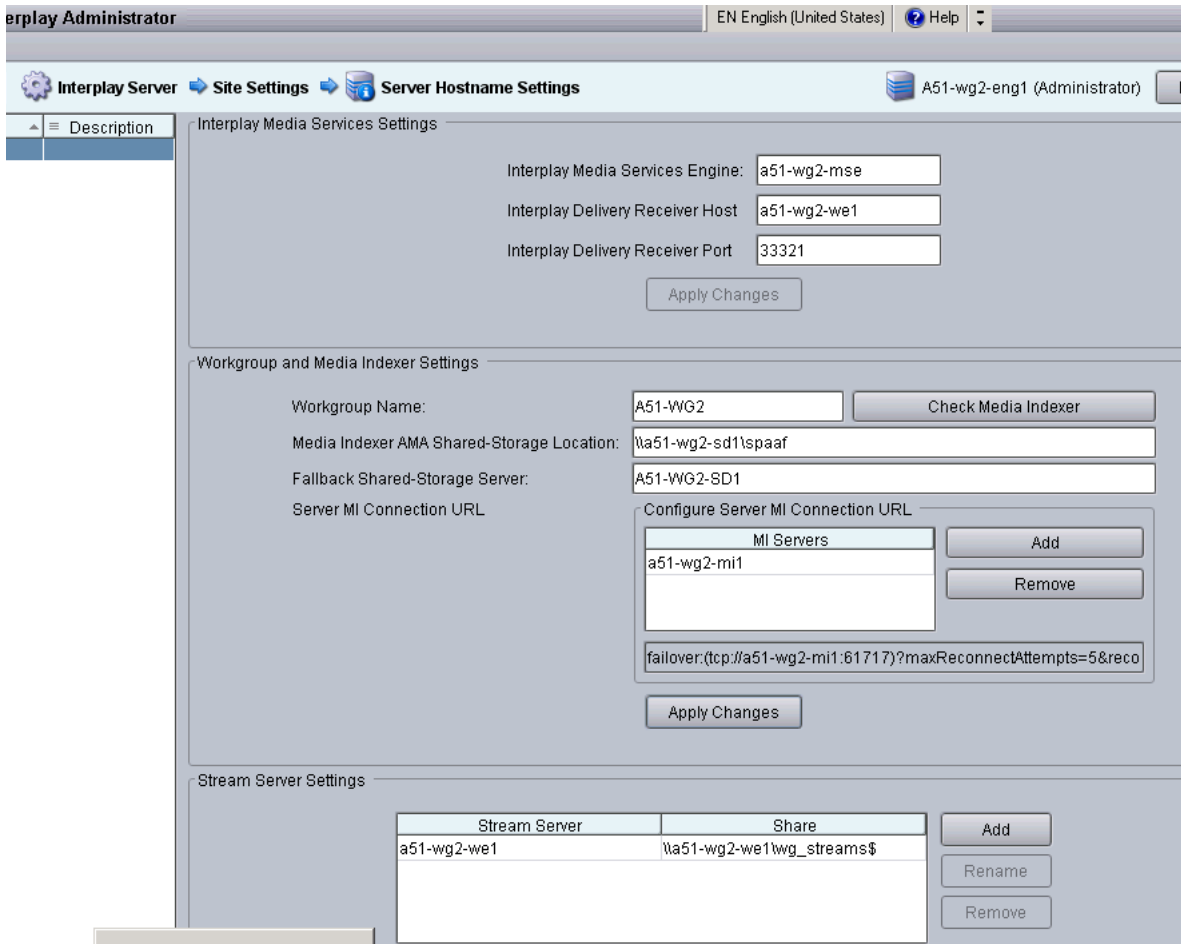 erplay Administrator
EN English (United States)
Help
Interplay Server
Site Settings
Server Hostname Settings
A51-wg2-eng1 (Administrator)
Description
Interplay Media Services Settings
Interplay Media Services Engine: a51-wg2-mse
Interplay Delivery Receiver Host a51-wg2-we1
Interplay Delivery Receiver Port 33321
Apply Changes
Workgroup and Media Indexer Settings
Workgroup Name: A51-WG2 Check Media Indexer
Media Indexer AMA Shared-Storage Location: \\a51-wg2-sd1\spaaf
Fallback Shared-Storage Server: A51-WG2-SD1
Server MI Connection URL
Configure Server MI Connection URL
MI Servers
Add
a51-wg2-mi1
Remove
failover:(tcp://a51-wg2-mi1:61717)?maxReconnectAttempts=5&reco
Apply Changes
Stream Server Settings
Stream Server Share
Add
a51-wg2-we1 \\a51-wg2-we1\wg_streams$
Rename
Remove